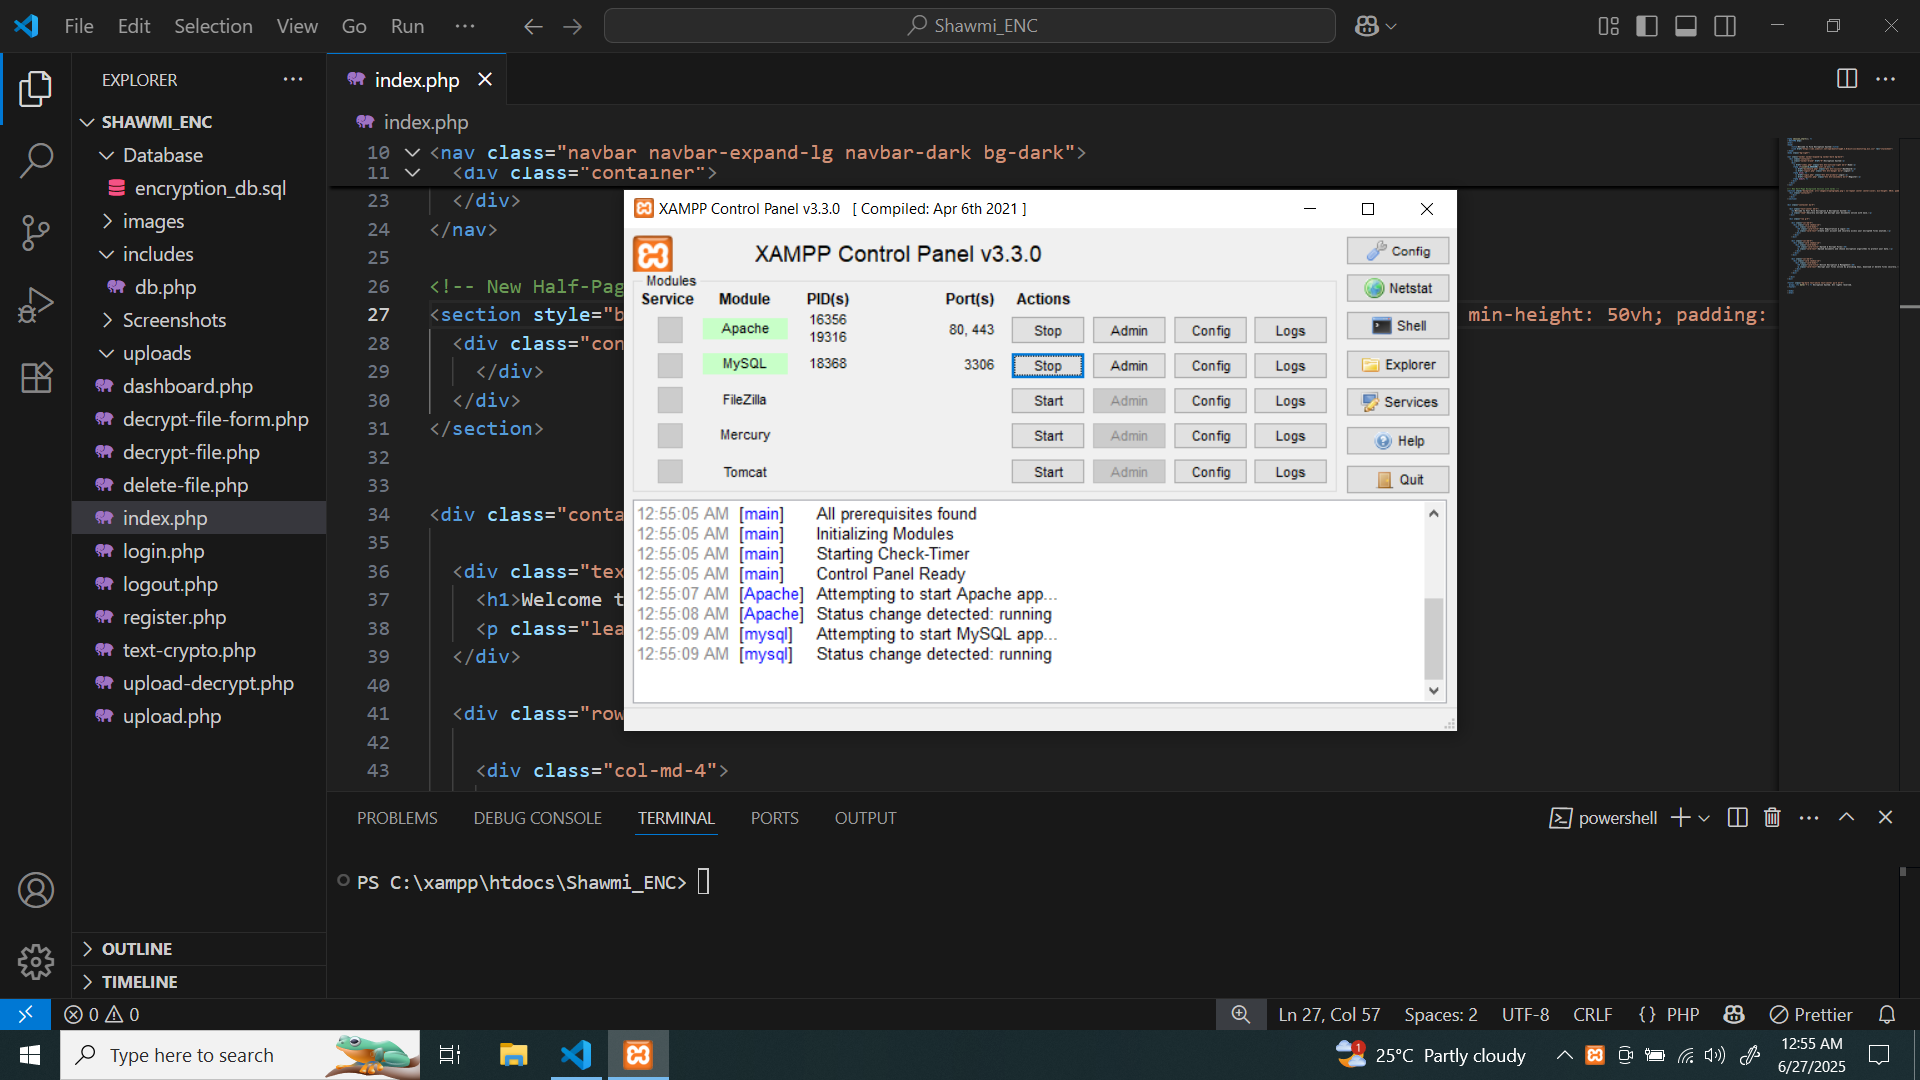 File Edit Selection View Go Run ... Shawmi_ENC
EXPLORER
index.php
SHAWMI_ENC
Database
encryption_db.sql
images
includes
db.php
Screenshots
uploads
dashboard.php
decrypt-file-form.php
decrypt-file.php
delete-file.php
index.php
login.php
logout.php
register.php
text-crypto.php
upload-decrypt.php
upload.php
OUTLINE
TIMELINE
index.php
10 <nav class="navbar navbar-expand-lg navbar-dark bg-dark">
11 <div class="container">
23 </div>
24 </nav>
25
26 <!-- New Half-Pag
27 <section style="b min-height: 50vh; padding:
28 <div class="con
29 </div>
30 </div>
31 </section>
32
33
34 <div class="conta
35
36 <div class="tex
37 <h1>Welcome t
38 <p class="lea
39 </div>
40
41 <div class="row
42
43 <div class="col-md-4">
XAMPP Control Panel v3.3.0 [ Compiled: Apr 6th 2021 ]
XAMPP Control Panel v3.3.0
Config
Netstat
Shell
Explorer
Services
Help
Quit
Modules
Service Module PID(s) Port(s) Actions
Apache 16356 19316 80, 443 Stop Admin Config Logs
MySQL 18368 3306 Stop Admin Config Logs
FileZilla Start Admin Config Logs
Mercury Start Admin Config Logs
Tomcat Start Admin Config Logs
12:55:05 AM [main] All prerequisites found
12:55:05 AM [main] Initializing Modules
12:55:05 AM [main] Starting Check-Timer
12:55:05 AM [main] Control Panel Ready
12:55:07 AM [Apache] Attempting to start Apache app...
12:55:08 AM [Apache] Status change detected: running
12:55:09 AM [mysql] Attempting to start MySQL app...
12:55:09 AM [mysql] Status change detected: running
PROBLEMS DEBUG CONSOLE TERMINAL PORTS OUTPUT powershell
PS C:\xampp\htdocs\Shawmi_ENC>
0 0 Ln 27, Col 57 Spaces: 2 UTF-8 CRLF {} PHP Prettier
Type here to search
1 25°C Partly cloudy
12:55 AM
6/27/2025